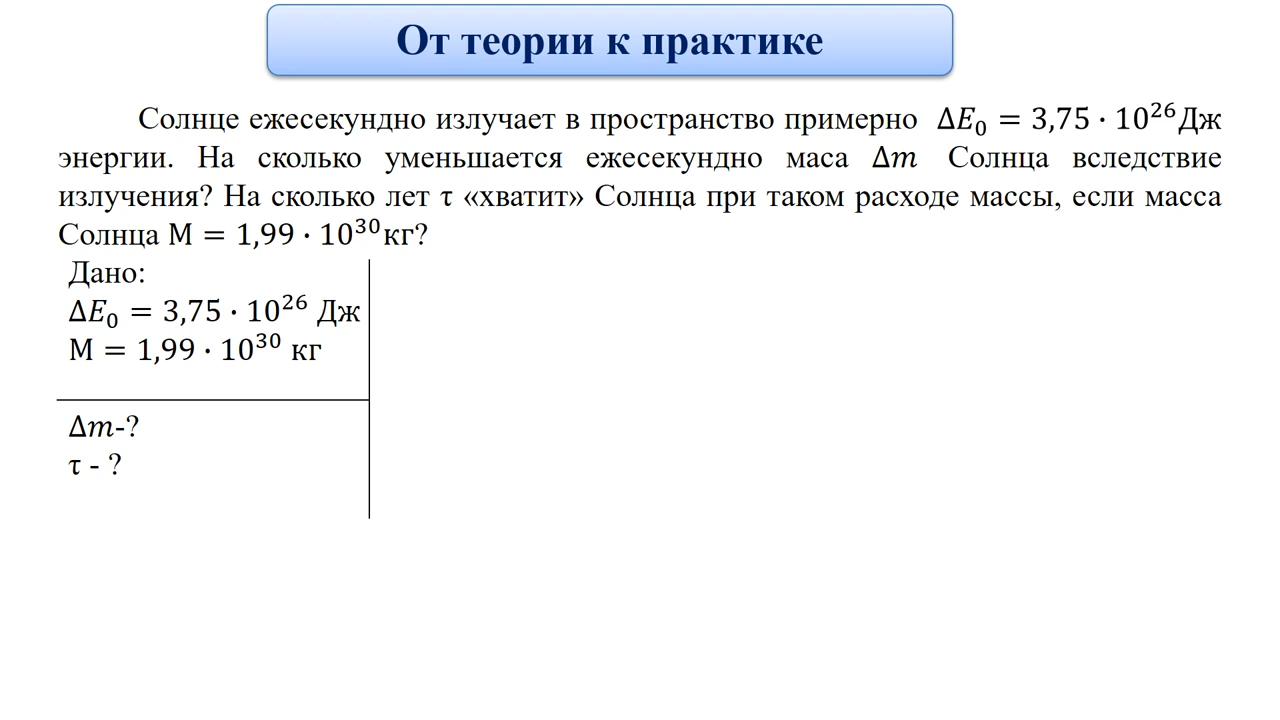 От теории к практике
Солнце ежесекундно излучает в пространство примерно ΔE₀ = 3,75 · 10²⁶Дж
энергии. На сколько уменьшается ежесекундно маса Δm Солнца вследствие
излучения? На сколько лет τ «хватит» Солнца при таком расходе массы, если масса
Солнца M = 1,99 · 10³⁰кг?
Дано:
ΔE₀ = 3,75 · 10²⁶ Дж
M = 1,99 · 10³⁰ кг
Δm-?
τ - ?